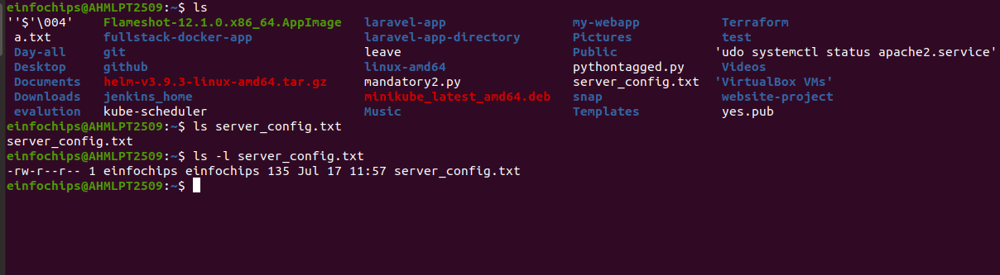 einfochips@AHMLPT2509:~$ ls
''$'\004' Flameshot-12.1.0.x86_64.AppImage laravel-app my-webapp Terraform
a.txt fullstack-docker-app laravel-app-directory Pictures test
Day-all git leave Public 'udo systemctl status apache2.service'
Desktop github linux-amd64 pythontagged.py Videos
Documents helm-v3.9.3-linux-amd64.tar.gz mandatory2.py server_config.txt 'VirtualBox VMs'
Downloads jenkins_home minikube_latest_amd64.deb snap website-project
evalution kube-scheduler Music Templates yes.pub
einfochips@AHMLPT2509:~$ ls server_config.txt
server_config.txt
einfochips@AHMLPT2509:~$ ls -l server_config.txt
-rw-r--r-- 1 einfochips einfochips 135 Jul 17 11:57 server_config.txt
einfochips@AHMLPT2509:~$